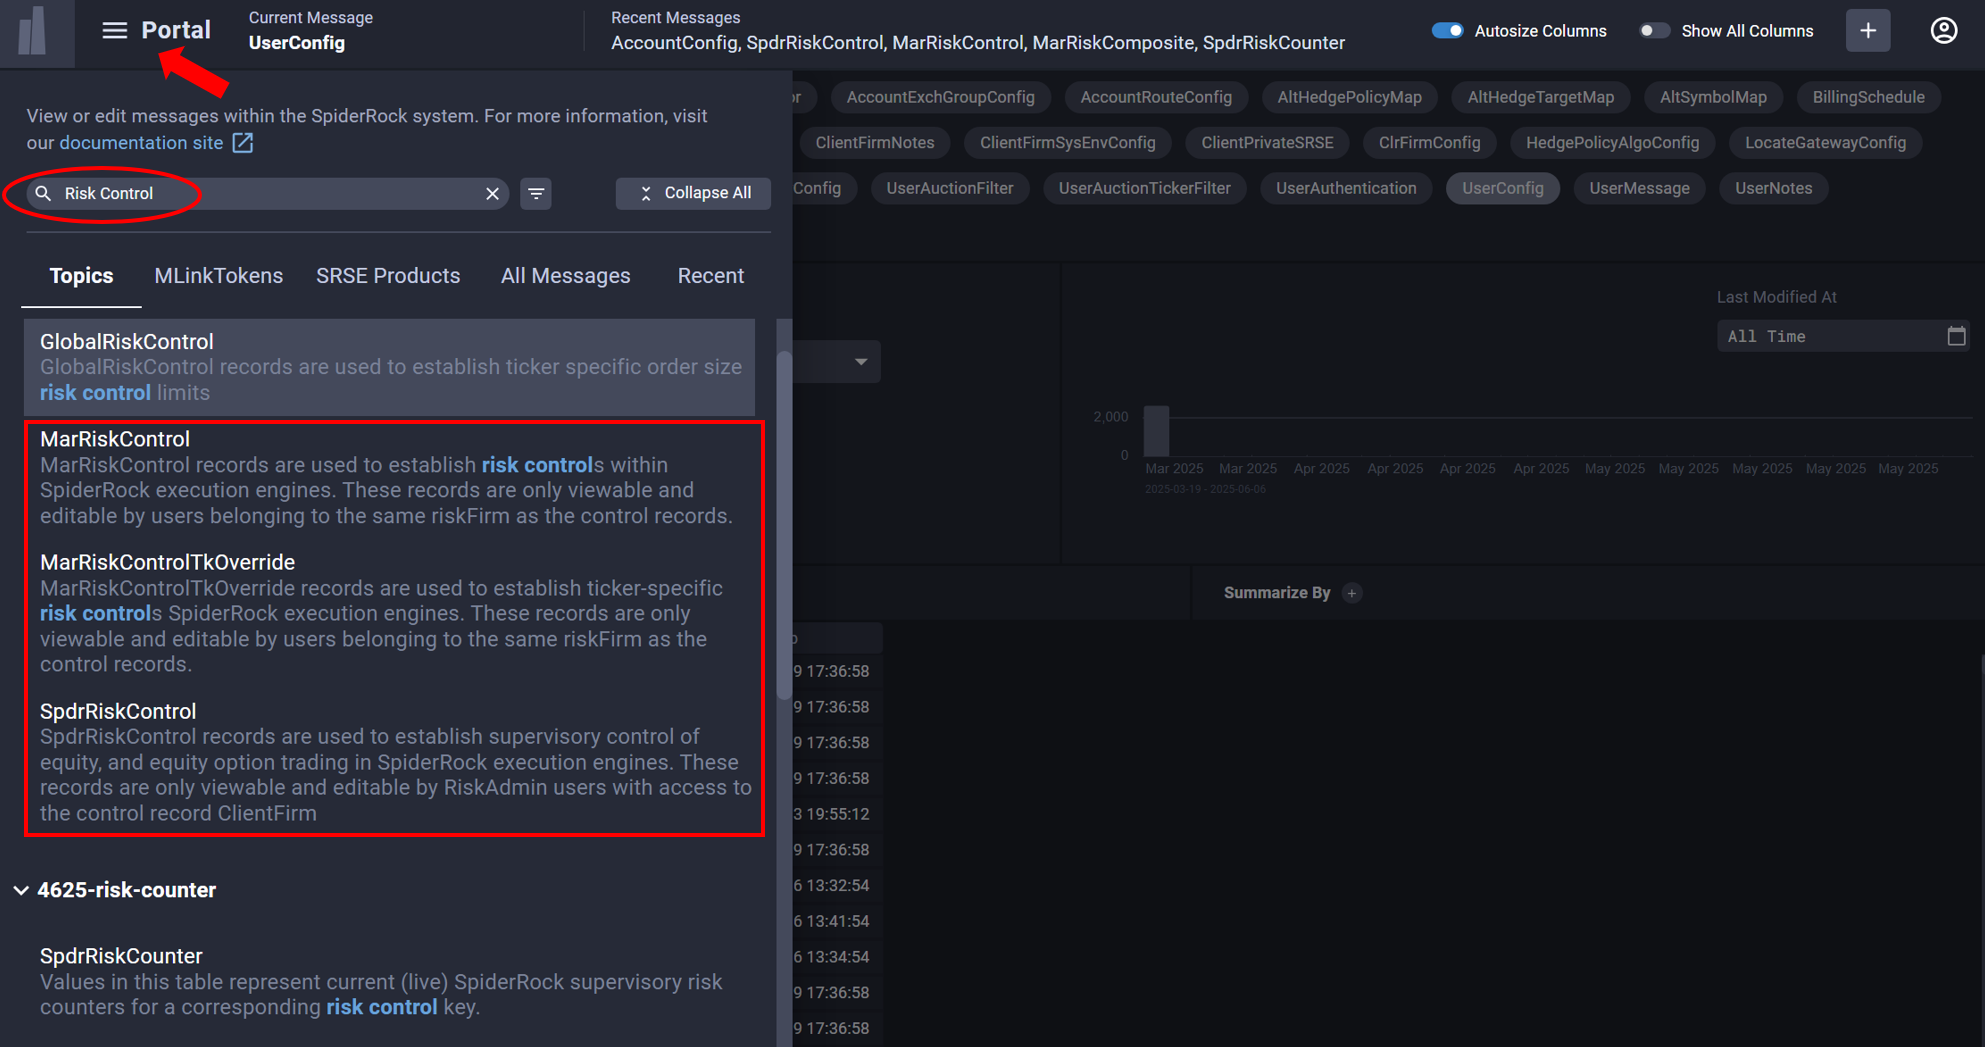 Portal
Current Message
UserConfig
Recent Messages
AccountConfig, SpdrRiskControl, MarRiskControl, MarRiskComposite, SpdrRiskCounter
Autosize Columns
Show All Columns
View or edit messages within the SpiderRock system. For more information, visit
our documentation site
Risk Control
Collapse All
Topics
MLinkTokens
SRSE Products
All Messages
Recent
GlobalRiskControl
GlobalRiskControl records are used to establish ticker specific order size
risk control limits
MarRiskControl
MarRiskControl records are used to establish risk controls within
SpiderRock execution engines. These records are only viewable and
editable by users belonging to the same riskFirm as the control records.
MarRiskControlTkOverride
MarRiskControlTkOverride records are used to establish ticker-specific
risk controls SpiderRock execution engines. These records are only
viewable and editable by users belonging to the same riskFirm as the
control records.
SpdrRiskControl
SpdrRiskControl records are used to establish supervisory control of
equity, and equity option trading in SpiderRock execution engines. These
records are only viewable and editable by RiskAdmin users with access to
the control record ClientFirm
4625-risk-counter
SpdrRiskCounter
Values in this table represent current (live) SpiderRock supervisory risk
counters for a corresponding risk control key.
or
AccountExchGroupConfig
AccountRouteConfig
AltHedgePolicyMap
AltHedgeTargetMap
AltSymbolMap
BillingSchedule
ClientFirmNotes
ClientFirmSysEnvConfig
ClientPrivateSRSE
ClrFirmConfig
HedgePolicyAlgoConfig
LocateGatewayConfig
Config
UserAuctionFilter
UserAuctionTickerFilter
UserAuthentication
UserConfig
UserMessage
UserNotes
Last Modified At
All Time
2,000
0
Mar 2025 Mar 2025 Apr 2025 Apr 2025 Apr 2025 Apr 2025 May 2025 May 2025 May 2025 May 2025 May 2025
2025-03-19 - 2025-06-06
Summarize By
9 17:36:58
9 17:36:58
9 17:36:58
9 17:36:58
3 19:55:12
9 17:36:58
6 13:32:54
6 13:41:54
6 13:34:54
9 17:36:58
9 17:36:58